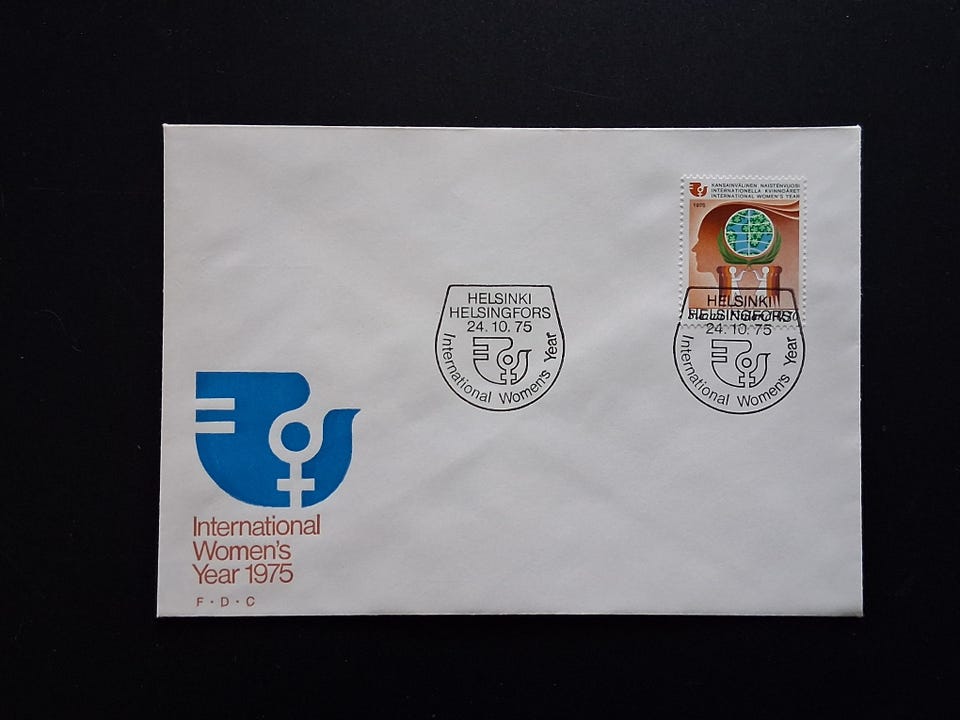 KANSAINVÄLINEN NAISTENVUOSI
INTERNATIONELLA KVINNOÅRET
INTERNATIONAL WOMEN'S YEAR
1975
HELSINKI
HELSINGFORS
24.10.75
International Women's Year
HELSINKI
HELSINGFORS
24.10.75
International Women's Year
International
Women's
Year 1975
F·D·C